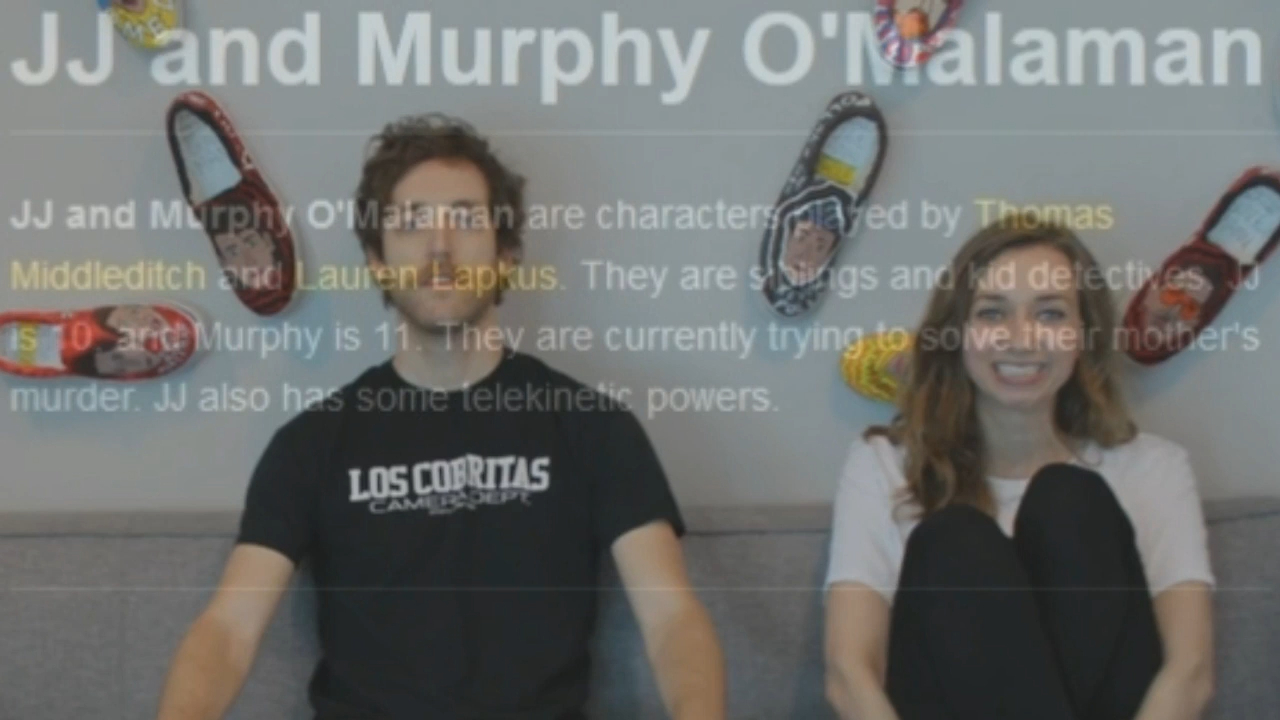 JJ and Murphy O'Malaman
JJ and Murphy O'Malaman are characters played by Thomas
Middleditch and Lauren Lapkus. They are siblings and kid detectives. JJ
is 10 and Murphy is 11. They are currently trying to solve their mother's
murder. JJ also has some telekinetic powers.
LOS COBRITAS
CAMERA DEPT.